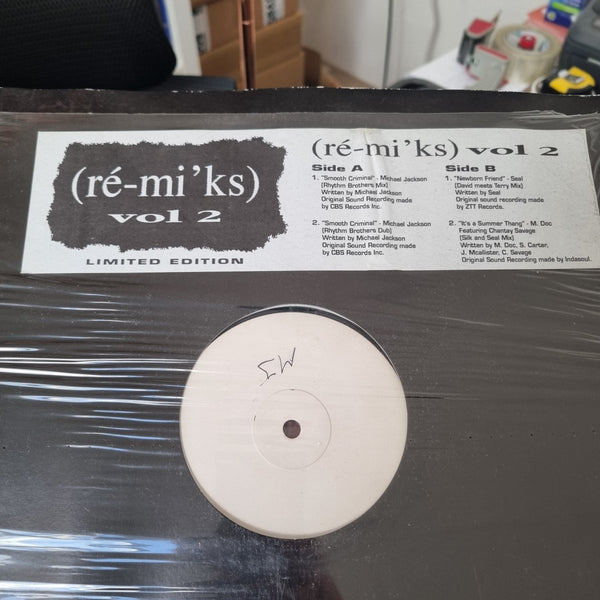 (ré-mi'ks)
vol 2
LIMITED EDITION
(ré-mi'ks) vol 2
Side A
1. "Smooth Criminal" - Michael Jackson
(Rhythm Brothers Mix)
Written by Michael Jackson
Original Sound Recording made
by CBS Records Inc.
2. "Smooth Criminal" - Michael Jackson
(Rhythm Brothers Dub)
Written by Michael Jackson
Original Sound Recording made
by CBS Records Inc.
Side B
1. "Newborn Friend" - Seal
(David meets Terry Mix)
Written by Seal
Original sound recording made
by ZTT Records.
2. "It's a Summer Thang" - M. Doc
Featuring Chantay Savage
(Silk and Seal Mix)
Written by M. Doc, S. Carter,
J. Mcalister, C. Savage
Original Sound Recording made by Indasoul.